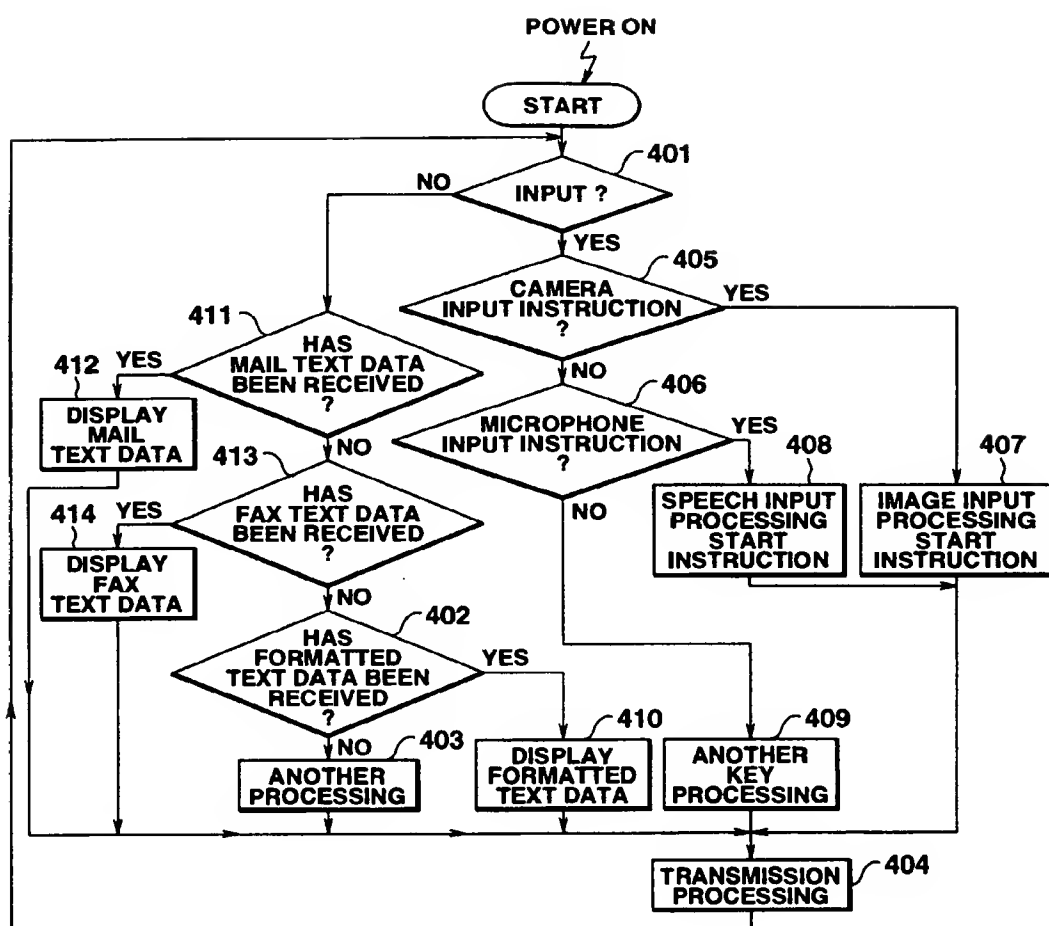 POWER ON
START
401
NO
INPUT ?
YES
405
CAMERA
INPUT INSTRUCTION
?
YES
411
HAS
MAIL TEXT DATA
BEEN RECEIVED
?
412
YES
NO
406
DISPLAY
MAIL
TEXT DATA
MICROPHONE
INPUT INSTRUCTION
?
YES
408
407
NO
413
HAS
FAX TEXT DATA
BEEN RECEIVED
?
YES
414
NO
SPEECH INPUT
PROCESSING
START
INSTRUCTION
IMAGE INPUT
PROCESSING
START
INSTRUCTION
DISPLAY
FAX
TEXT DATA
NO
402
HAS
FORMATTED
TEXT DATA BEEN
RECEIVED
?
YES
NO
403
410
409
ANOTHER
PROCESSING
DISPLAY
FORMATTED
TEXT DATA
ANOTHER
KEY
PROCESSING
TRANSMISSION
PROCESSING
404